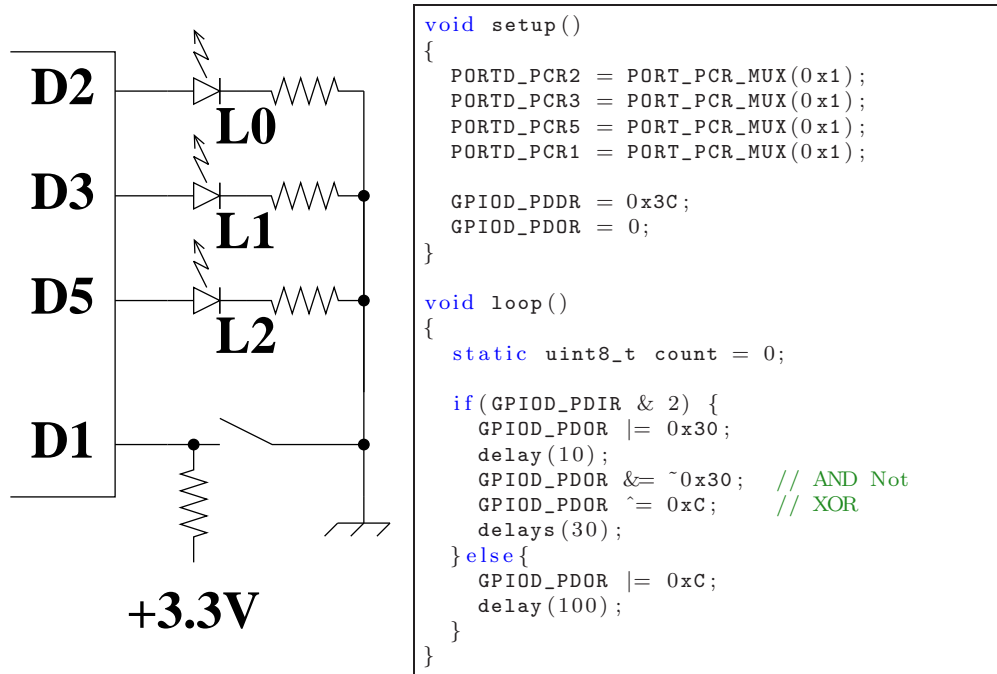 D2
L0
D3
L1
D5
L2
D1
+3.3V
void setup()
{
PORTD_PCR2 = PORT_PCR_MUX(0x1);
PORTD_PCR3 = PORT_PCR_MUX(0x1);
PORTD_PCR5 = PORT_PCR_MUX(0x1);
PORTD_PCR1 = PORT_PCR_MUX(0x1);
GPIOD_PDDR = 0x3C;
GPIOD_PDOR = 0;
}
void loop()
{
static uint8_t count = 0;
if(GPIOD_PDIR & 2) {
GPIOD_PDOR |= 0x30;
delay(10);
GPIOD_PDOR &= ~0x30; // AND Not
GPIOD_PDOR ^= 0xC; // XOR
delays(30);
}else{
GPIOD_PDOR |= 0xC;
delay(100);
}
}